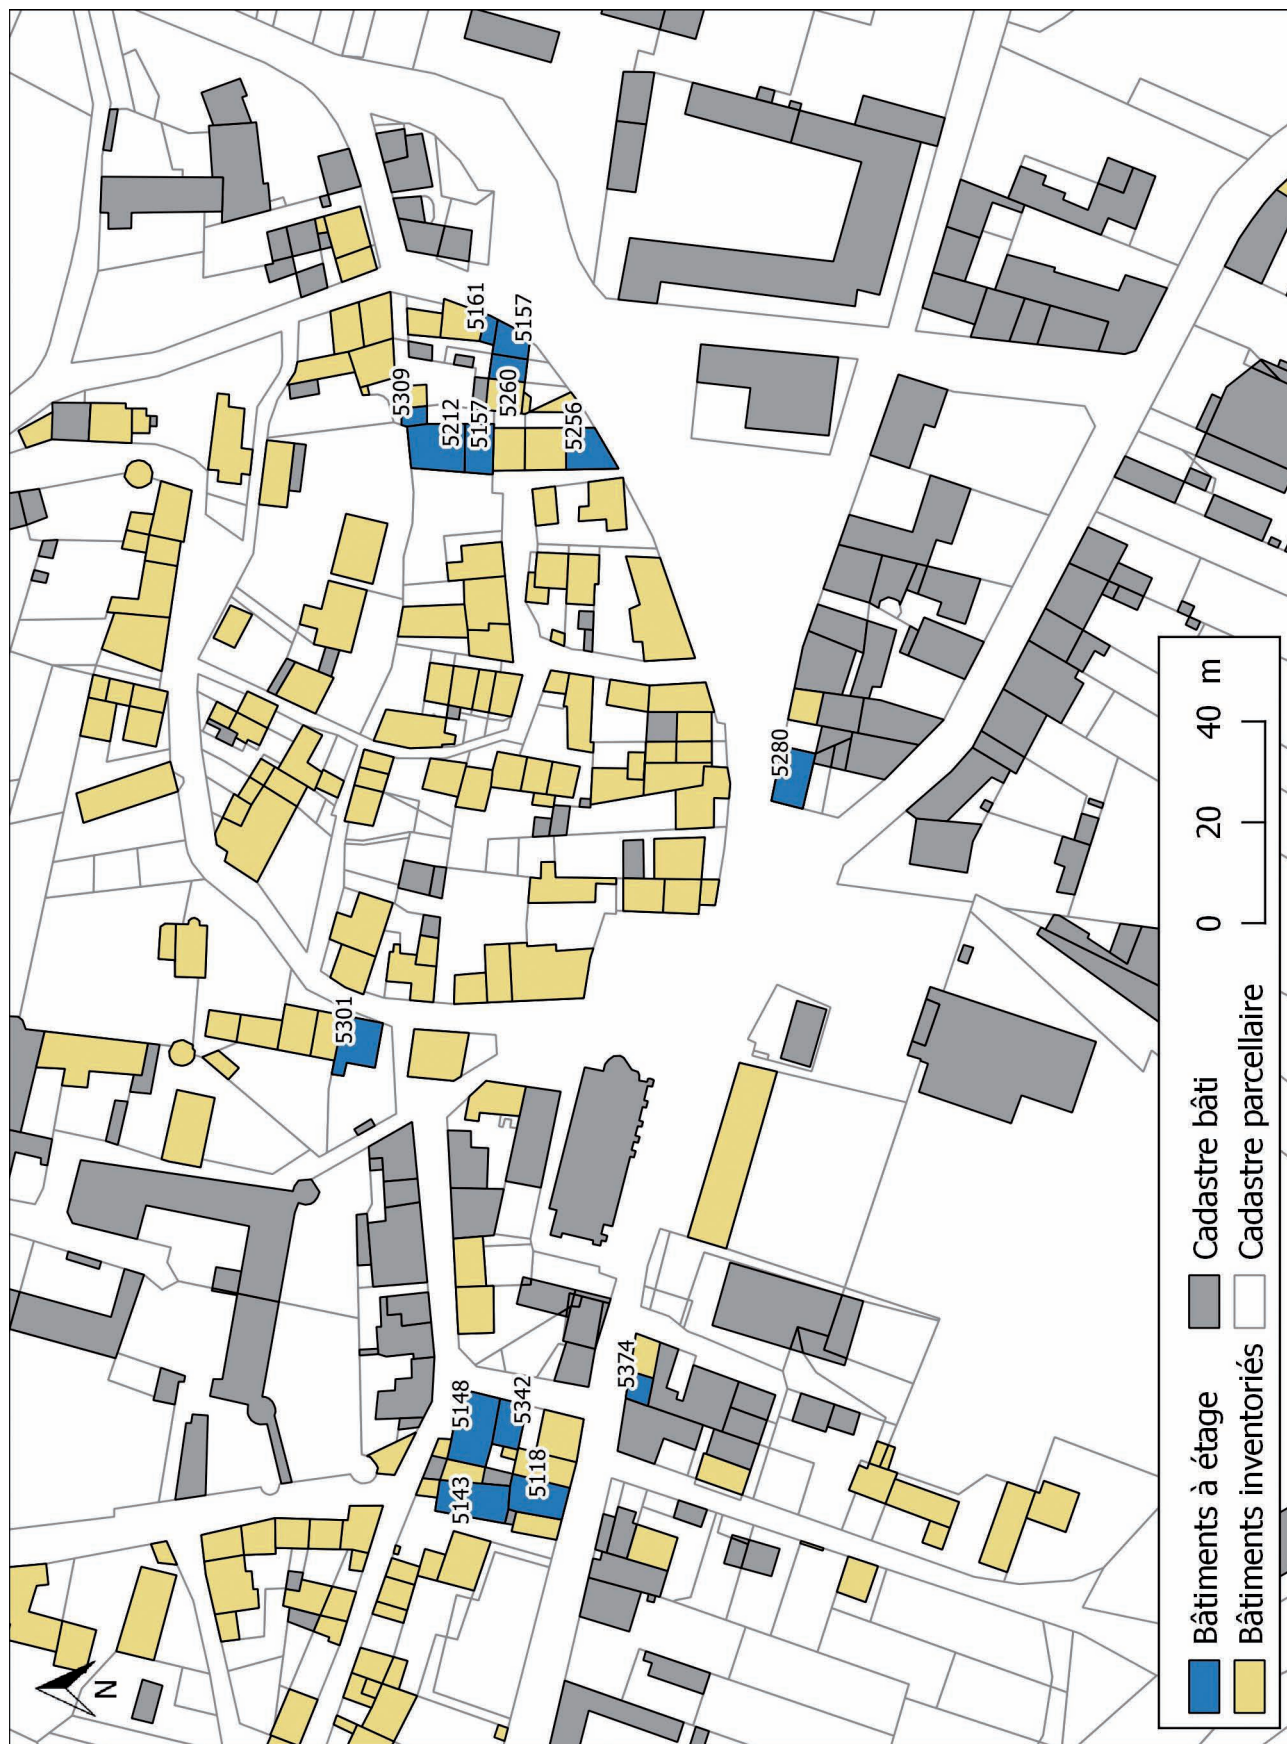 5161
5157
5309
5212
5157
5260
5256
5280
5301
5374
5148
5342
5143
5118
N
0 20 40 m
Bâtiments à étage
Cadastre bâti
Bâtiments inventoriés
Cadastre parcellaire